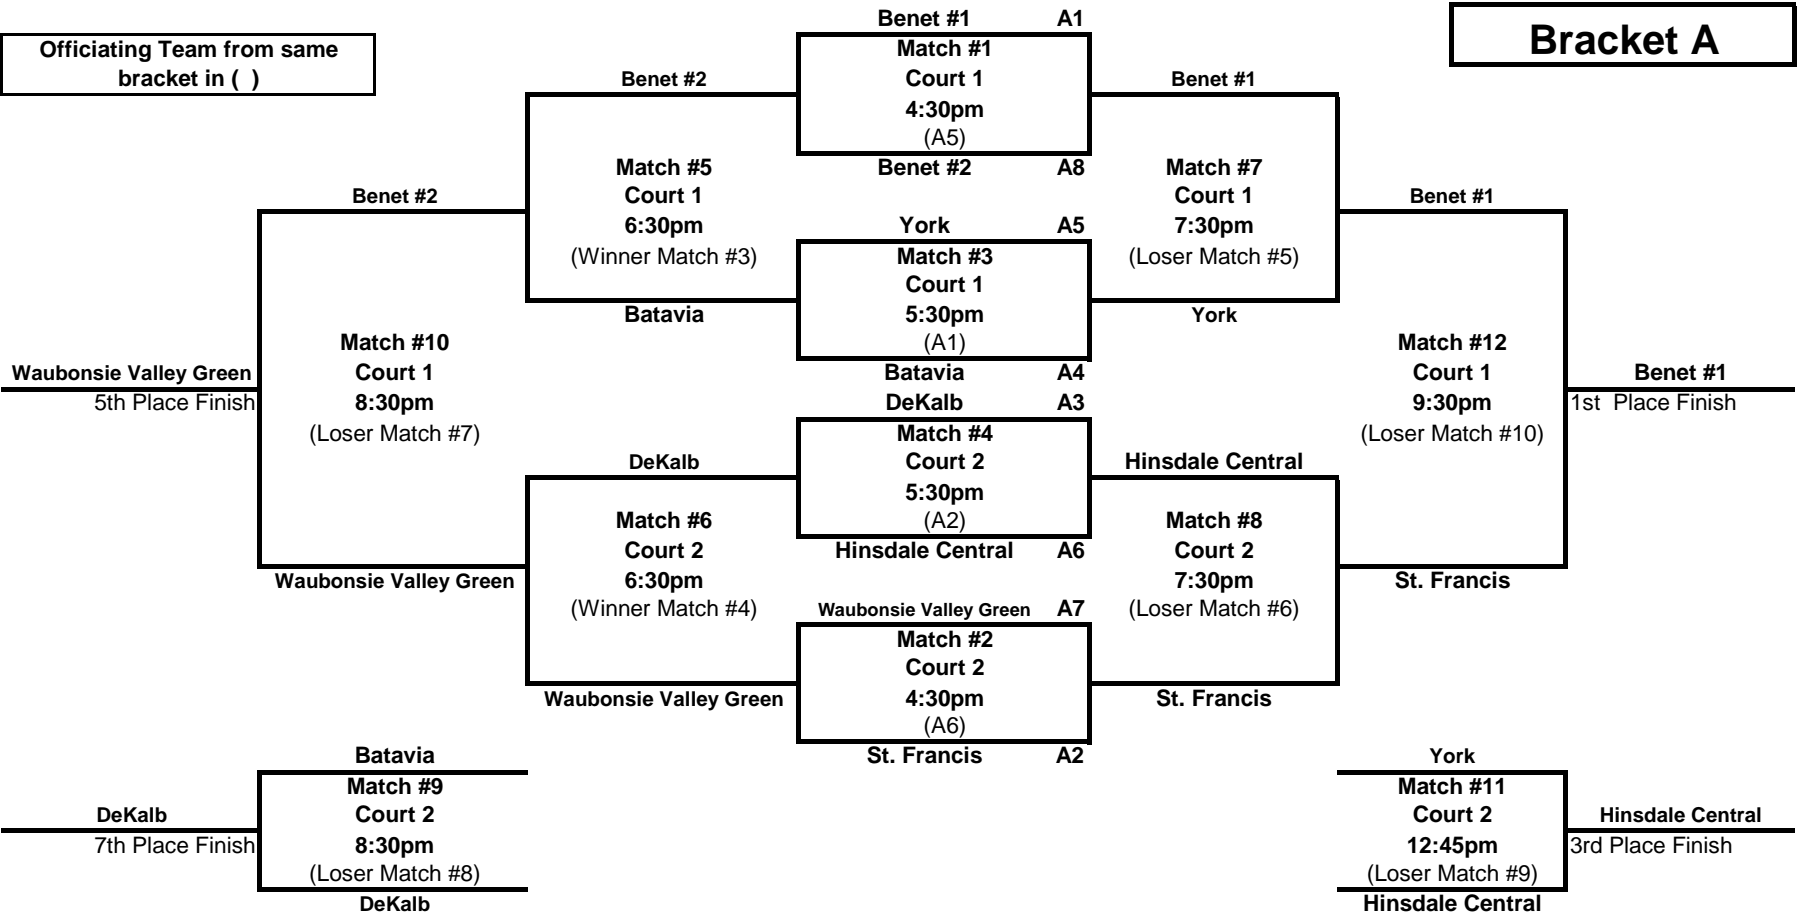 Benet #1 A1
Bracket A
Officiating Team from same
bracket in ( )
Match #1
Court 1
4:30pm
(A5)
Benet #2 A8
Benet #2
Benet #1
Match #5
Court 1
6:30pm
(Winner Match #3)
Match #7
Court 1
7:30pm
(Loser Match #5)
Benet #2
Benet #1
York A5
Match #3
Court 1
5:30pm
(A1)
Batavia A4
Batavia
York
Match #10
Court 1
8:30pm
(Loser Match #7)
Match #12
Court 1
9:30pm
(Loser Match #10)
Waubonsie Valley Green
5th Place Finish
Benet #1
1st  Place Finish
DeKalb A3
Match #4
Court 2
5:30pm
(A2)
Hinsdale Central A6
DeKalb
Hinsdale Central
Match #6
Court 2
6:30pm
(Winner Match #4)
Match #8
Court 2
7:30pm
(Loser Match #6)
Waubonsie Valley Green
St. Francis
Waubonsie Valley Green A7
Match #2
Court 2
4:30pm
(A6)
St. Francis A2
Waubonsie Valley Green
St. Francis
Batavia
Match #9
Court 2
8:30pm
(Loser Match #8)
DeKalb
DeKalb
7th Place Finish
York
Match #11
Court 2
12:45pm
(Loser Match #9)
Hinsdale Central
Hinsdale Central
3rd Place Finish